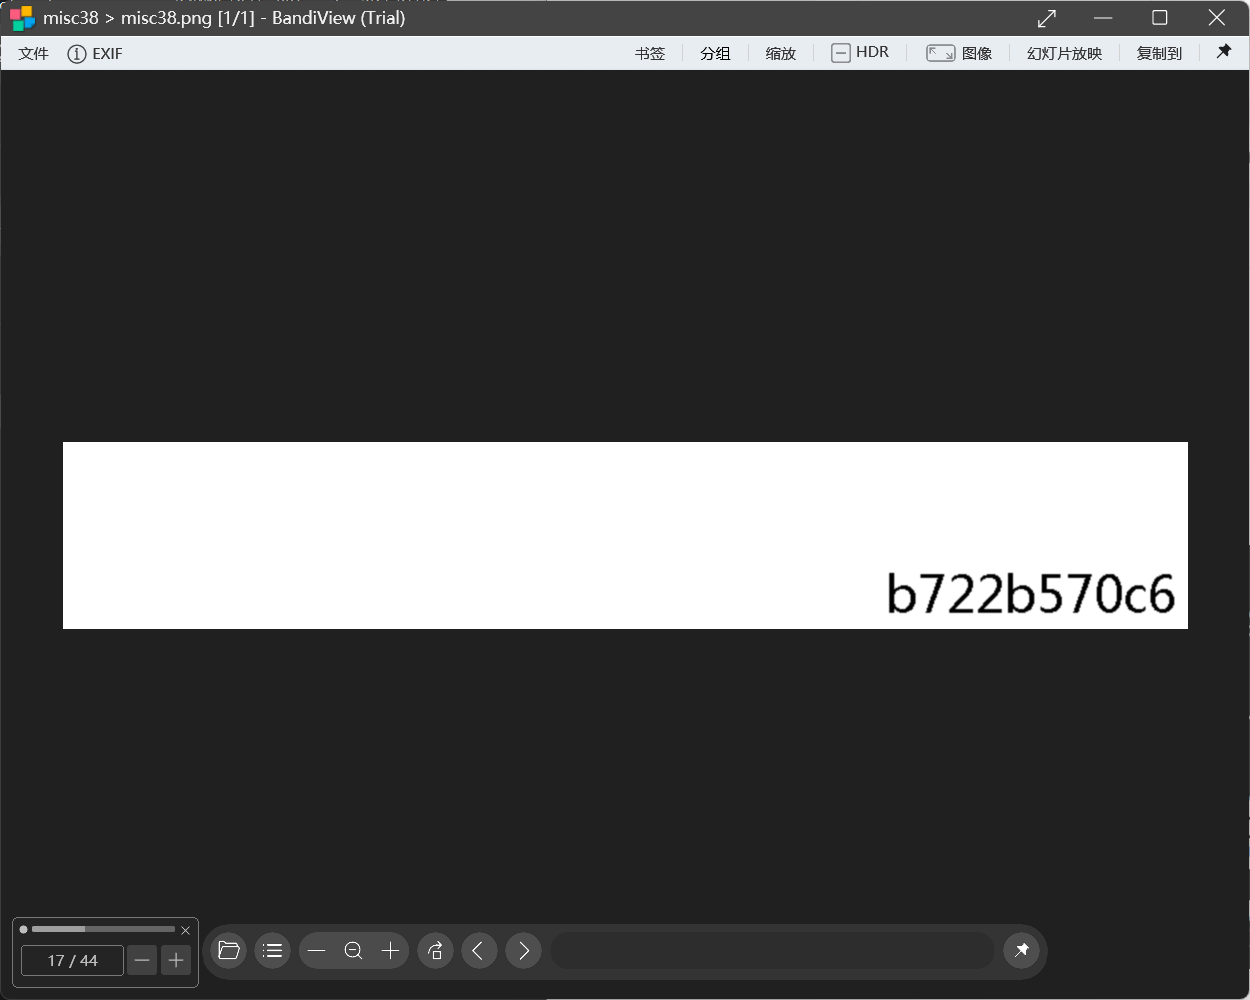 misc38 > misc38.png [1/1] - BandiView (Trial)
文件 EXIF 书签 分组 缩放 HDR 图像 幻灯片放映 复制到
b722b570c6
17 / 44